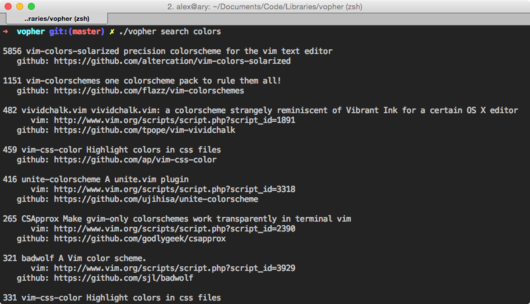 2. alex@ary: ~/Documents/Code/Libraries/vopher (zsh)
..raries/vopher (zsh)
➜ vopher git:(master) ✗ ./vopher search colors
5856 vim-colors-solarized precision colorscheme for the vim text editor
github: https://github.com/altercation/vim-colors-solarized
1151 vim-colorschemes one colorscheme pack to rule them all!
github: https://github.com/flazz/vim-colorschemes
482 vividchalk.vim vividchalk.vim: a colorscheme strangely reminiscent of Vibrant Ink for a certain OS X editor
vim: http://www.vim.org/scripts/script.php?script_id=1891
github: https://github.com/tpope/vim-vividchalk
459 vim-css-color Highlight colors in css files
github: https://github.com/ap/vim-css-color
416 unite-colorscheme A unite.vim plugin
vim: http://www.vim.org/scripts/script.php?script_id=3318
github: https://github.com/ujihisa/unite-colorscheme
265 CSApprox Make gvim-only colorschemes work transparently in terminal vim
vim: http://www.vim.org/scripts/script.php?script_id=2390
github: https://github.com/godlygeek/csapprox
321 badwolf A Vim color scheme.
vim: http://www.vim.org/scripts/script.php?script_id=3929
github: https://github.com/sjl/badwolf
331 vim-css-color Highlight colors in css files